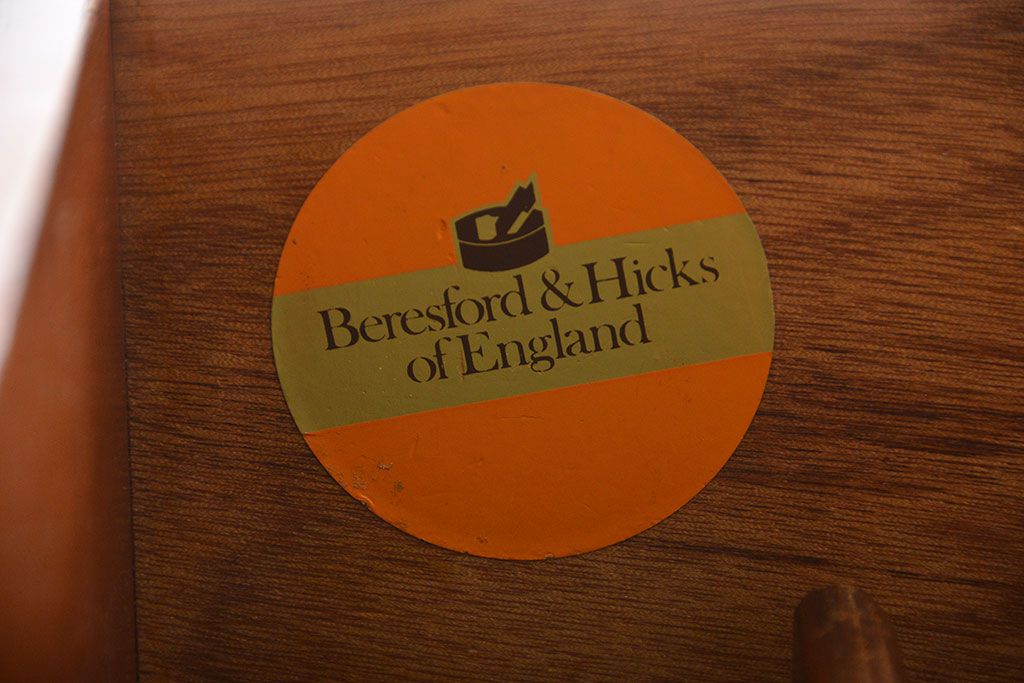 Beresford & Hicks
of England